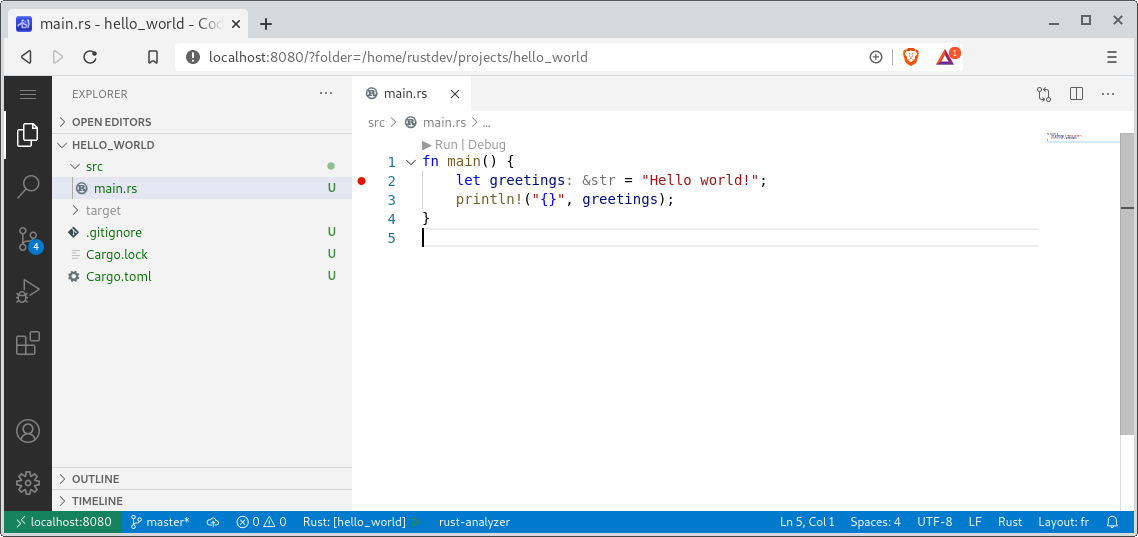 main.rs - hello_world - Cod
localhost:8080/?folder=/home/rustdev/projects/hello_world
1
EXPLORER
OPEN EDITORS
HELLO_WORLD
src
main.rs U
target
.gitignore U
Cargo.lock U
Cargo.toml U
4
OUTLINE
TIMELINE
main.rs
src > main.rs > ...
▶ Run | Debug
1 fn main() {
2 let greetings: &str = "Hello world!";
3 println!("{}", greetings);
4 }
5
localhost:8080 master* 0 0 Rust: [hello_world] rust-analyzer Ln 5, Col 1 Spaces: 4 UTF-8 LF Rust Layout: fr